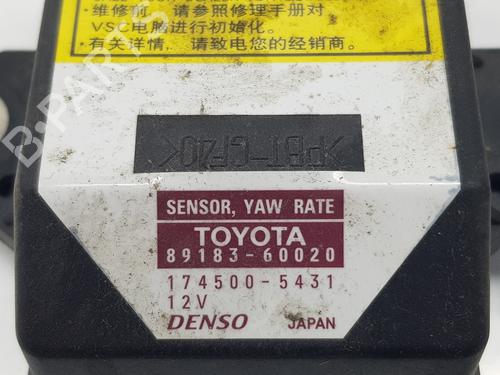 ·维修前，请参照修理手册对
VSC电脑进行初始化。
·有关详情，请致电您的经销商。
>PBT-GF20<
SENSOR, YAW RATE
TOYOTA
89183-60020
174500-5431
12V
DENSO JAPAN
B-PARTS